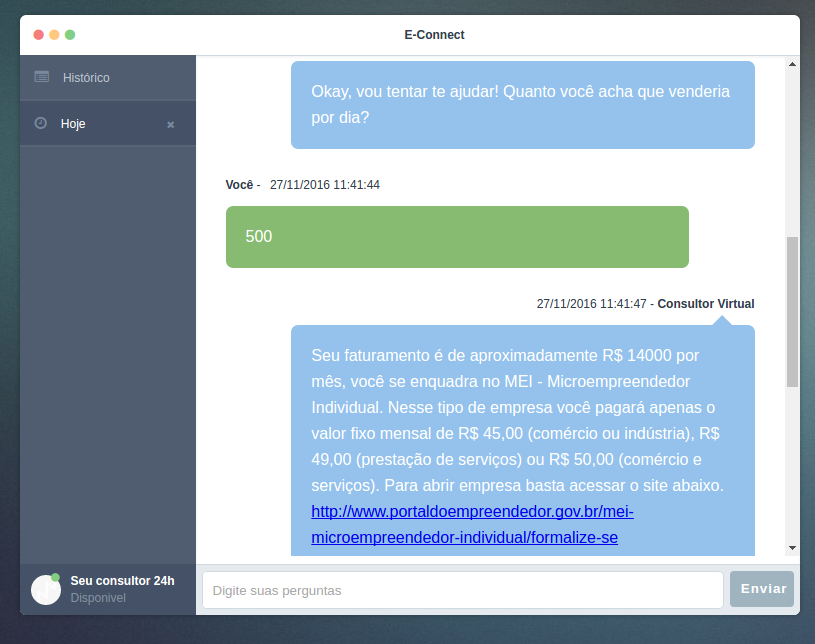 E-Connect
Histórico
Hoje
Okay, vou tentar te ajudar! Quanto você acha que venderia
por dia?
Você - 27/11/2016 11:41:44
500
27/11/2016 11:41:47 - Consultor Virtual
Seu faturamento é de aproximadamente R$ 14000 por
mês, você se enquadra no MEI - Microempreendedor
Individual. Nesse tipo de empresa você pagará apenas o
valor fixo mensal de R$ 45,00 (comércio ou indústria), R$
49,00 (prestação de serviços) ou R$ 50,00 (comércio e
serviços). Para abrir empresa basta acessar o site abaixo.
http://www.portaldoempreendedor.gov.br/mei-
microempreendedor-individual/formalize-se
Seu consultor 24h
Disponivel
Digite suas perguntas
Enviar